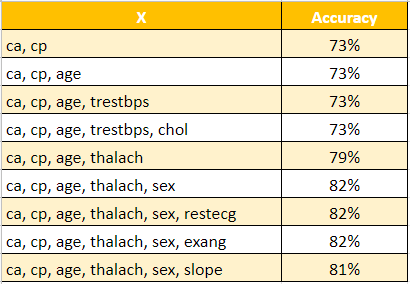 X Accuracy
ca, cp 73%
ca, cp, age 73%
ca, cp, age, trestbps 73%
ca, cp, age, trestbps, chol 73%
ca, cp, age, thalach 79%
ca, cp, age, thalach, sex 82%
ca, cp, age, thalach, sex, restecg 82%
ca, cp, age, thalach, sex, exang 82%
ca, cp, age, thalach, sex, slope 81%